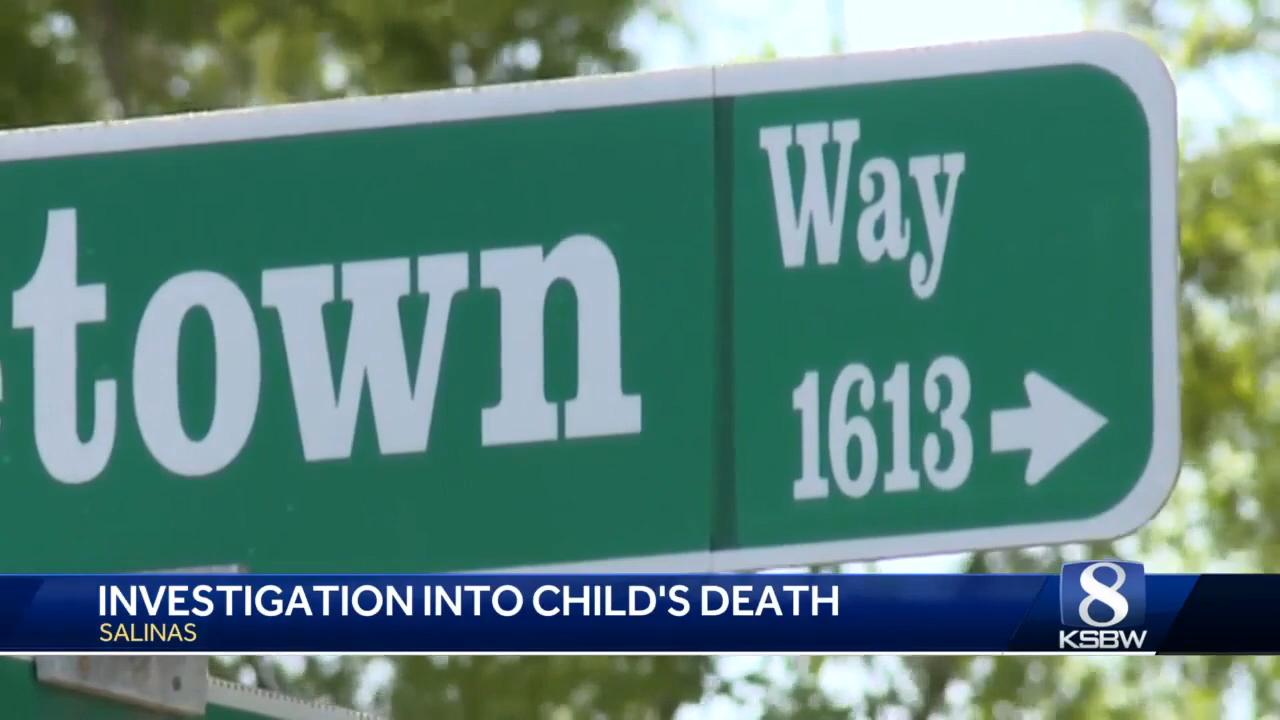 town
Way
1613
INVESTIGATION INTO CHILD'S DEATH
SALINAS
8
KSBW